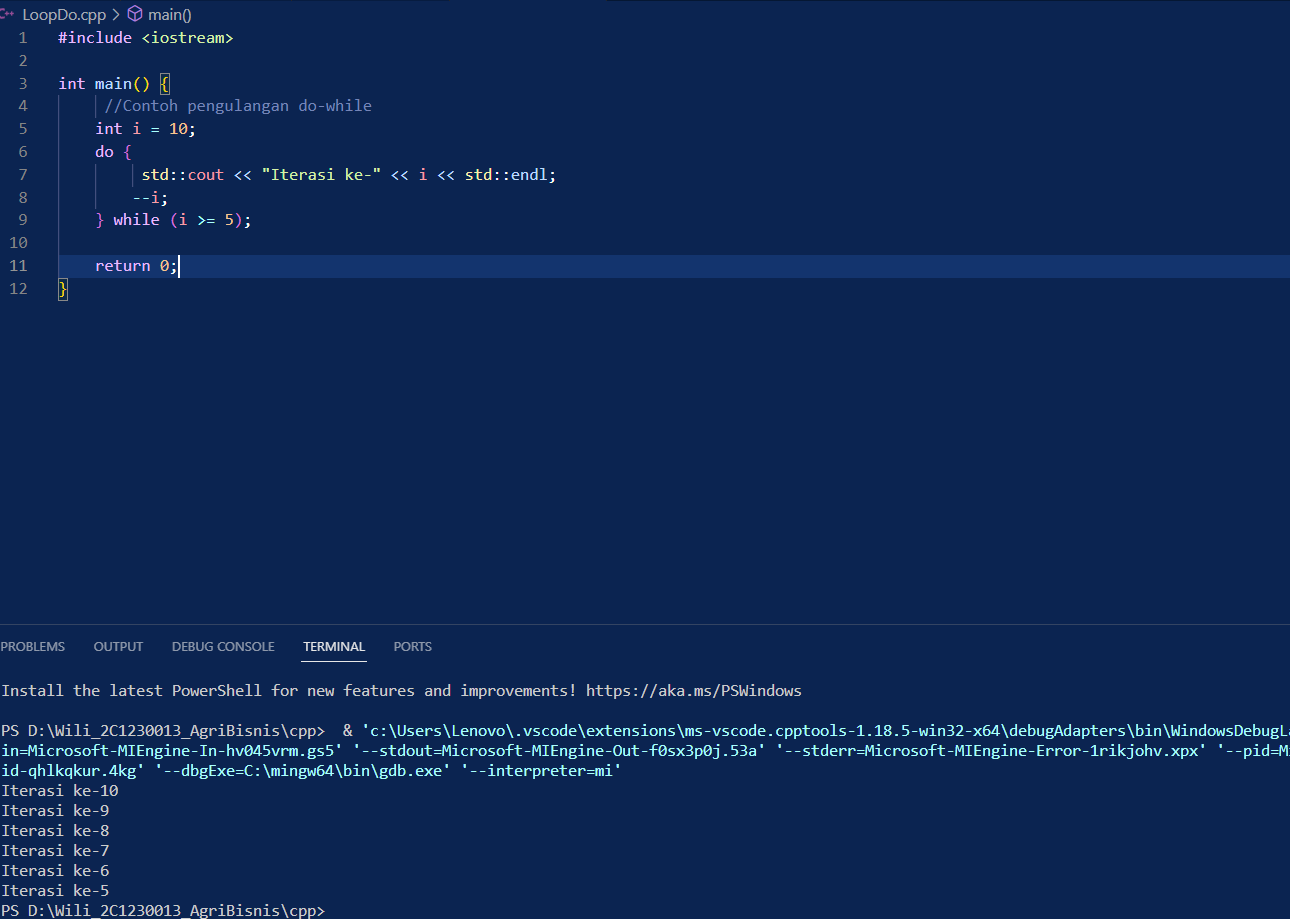 LoopDo.cpp > main()
1 #include <iostream>
2
3 int main() {
4 //Contoh pengulangan do-while
5 int i = 10;
6 do {
7 std::cout << "Iterasi ke-" << i << std::endl;
8 --i;
9 } while (i >= 5);
10
11 return 0;
12 }
PROBLEMS OUTPUT DEBUG CONSOLE TERMINAL PORTS
Install the latest PowerShell for new features and improvements! https://aka.ms/PSWindows
PS D:\Wili_2C1230013_AgriBisnis\cpp> & 'c:\Users\Lenovo\.vscode\extensions\ms-vscode.cpptools-1.18.5-win32-x64\debugAdapters\bin\WindowsDebugLa
in=Microsoft-MIEngine-In-hv045vrm.gs5' '--stdout=Microsoft-MIEngine-Out-f0sx3p0j.53a' '--stderr=Microsoft-MIEngine-Error-1rikjohv.xpx' '--pid=Mi
id-qhlkqkur.4kg' '--dbgExe=C:\mingw64\bin\gdb.exe' '--interpreter=mi'
Iterasi ke-10
Iterasi ke-9
Iterasi ke-8
Iterasi ke-7
Iterasi ke-6
Iterasi ke-5
PS D:\Wili_2C1230013_AgriBisnis\cpp>